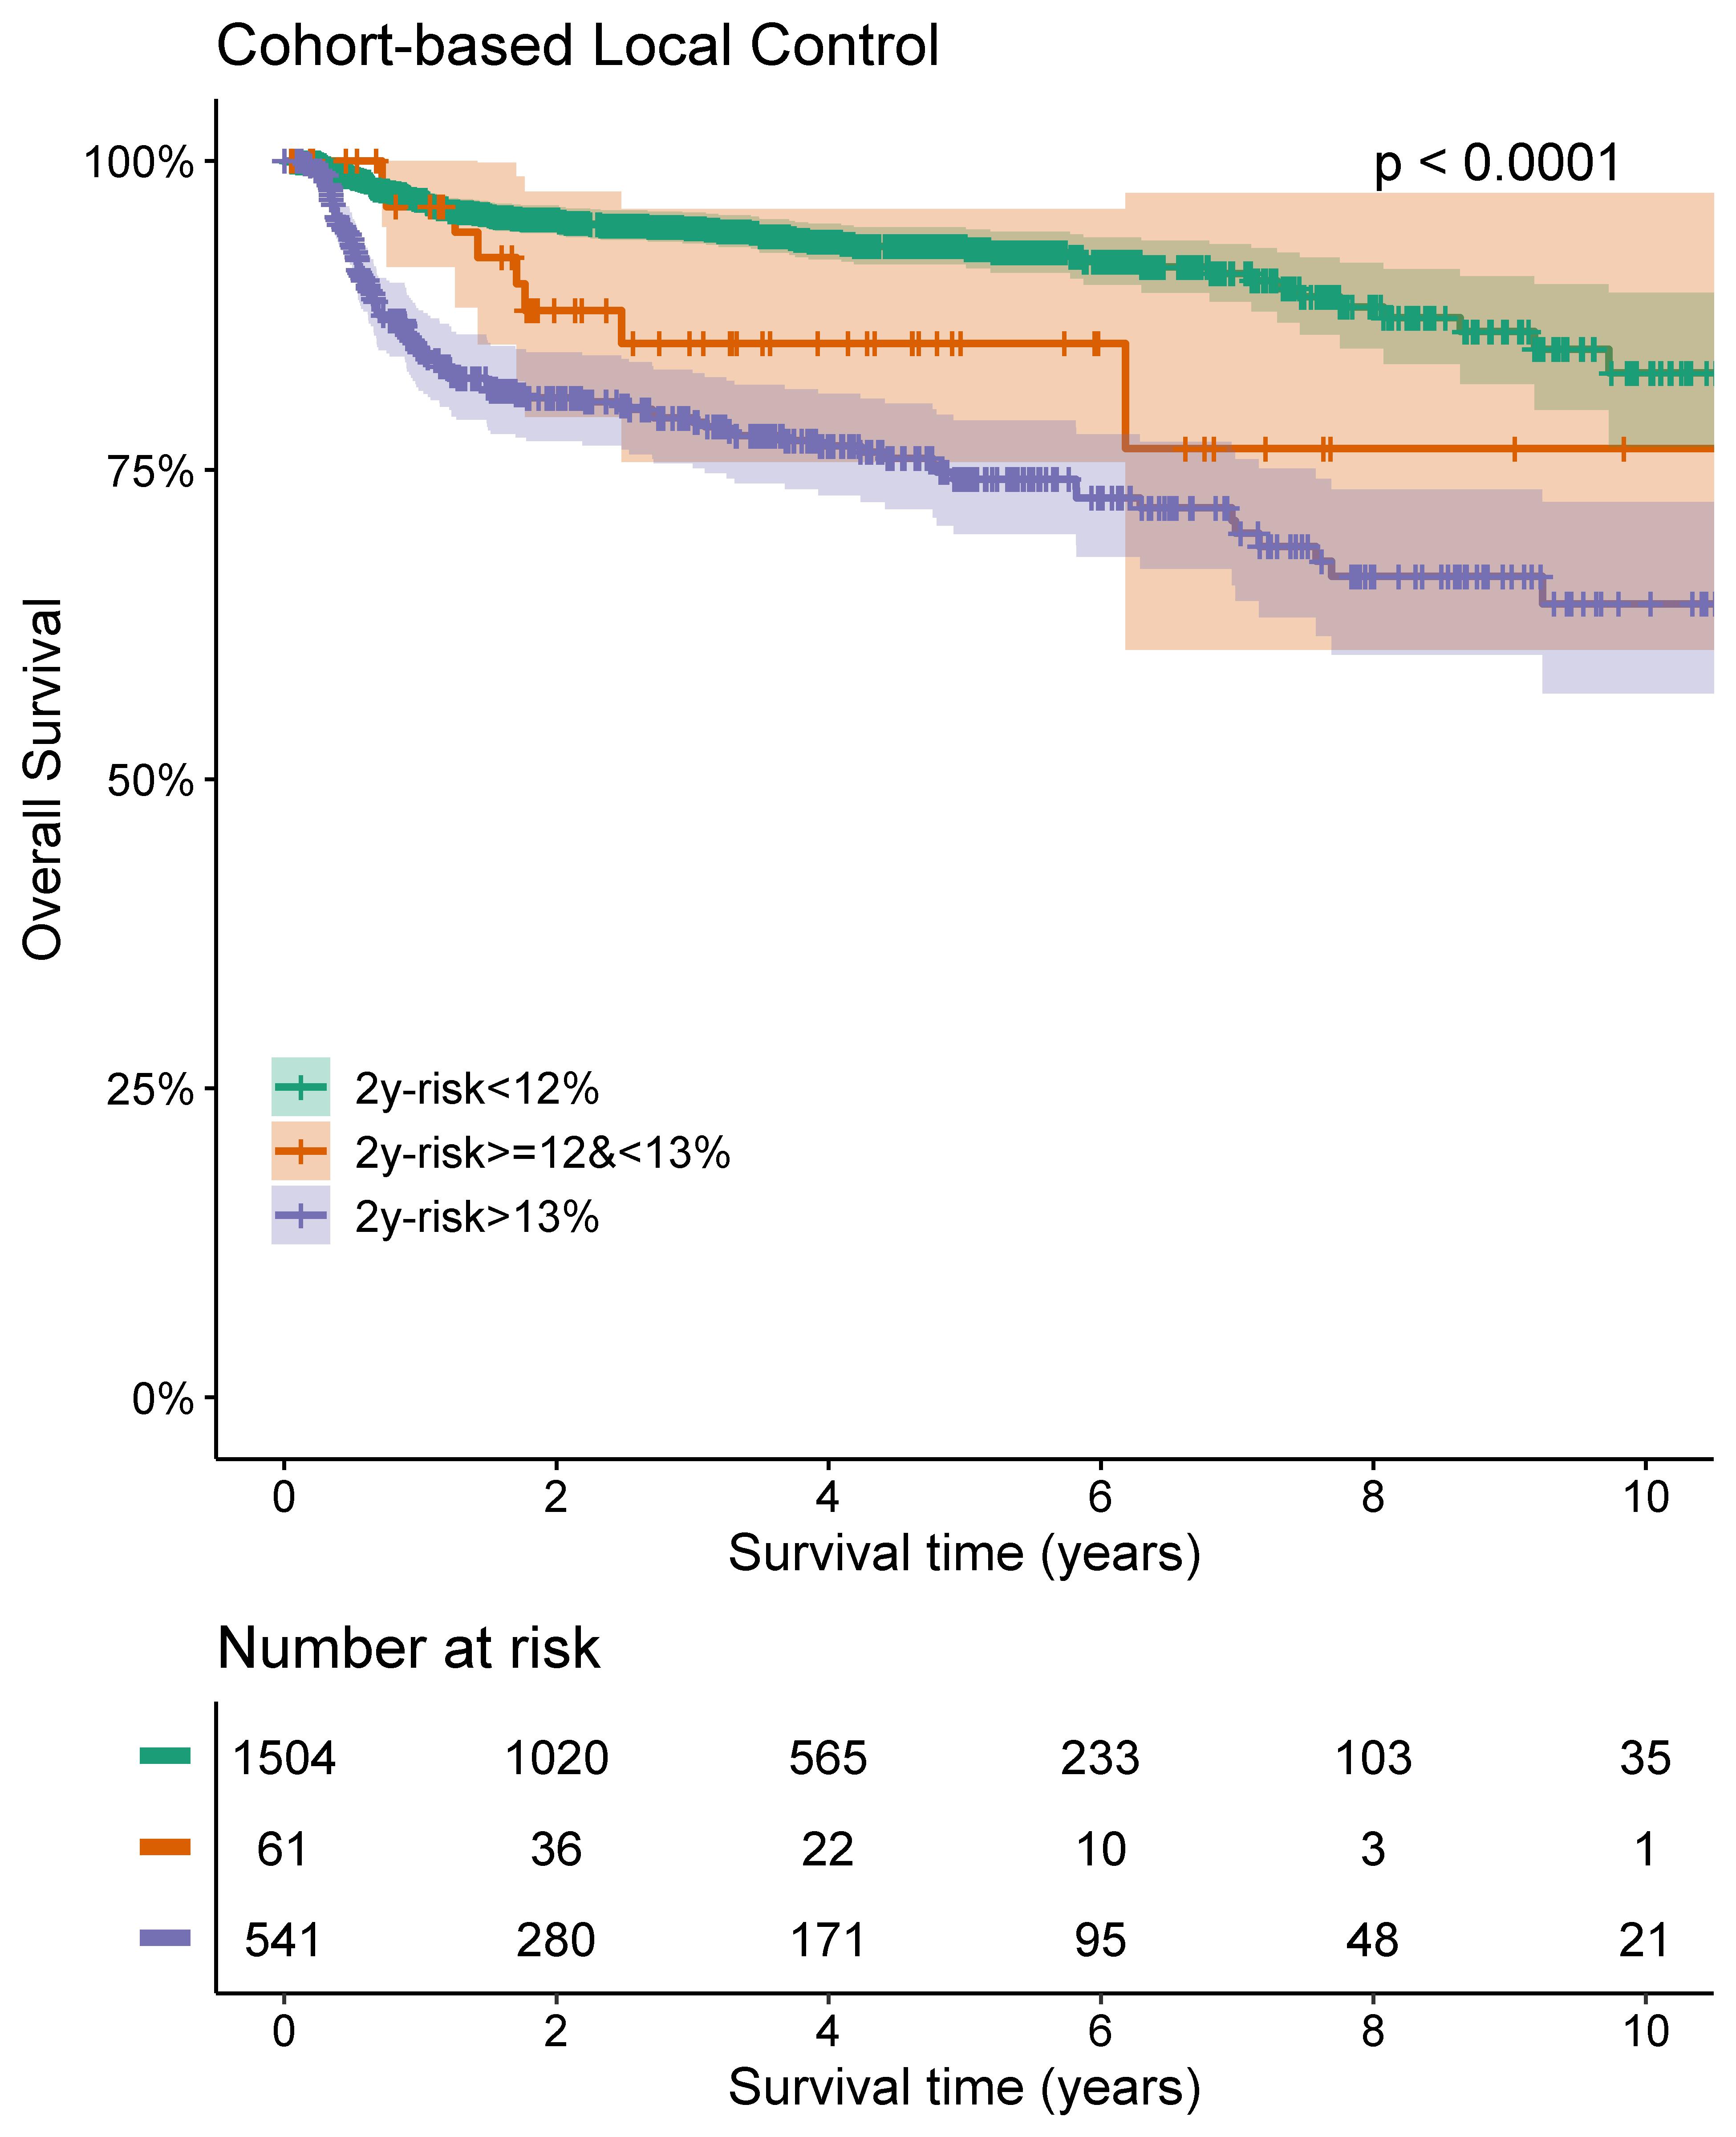 Cohort-based Local Control
p < 0.0001
Overall Survival
100%
75%
50%
25%
0%
2y-risk<12%
2y-risk>=12&<13%
2y-risk>13%
0 2 4 6 8 10
Survival time (years)
Number at risk
1504 1020 565 233 103 35
61 36 22 10 3 1
541 280 171 95 48 21
0 2 4 6 8 10
Survival time (years)